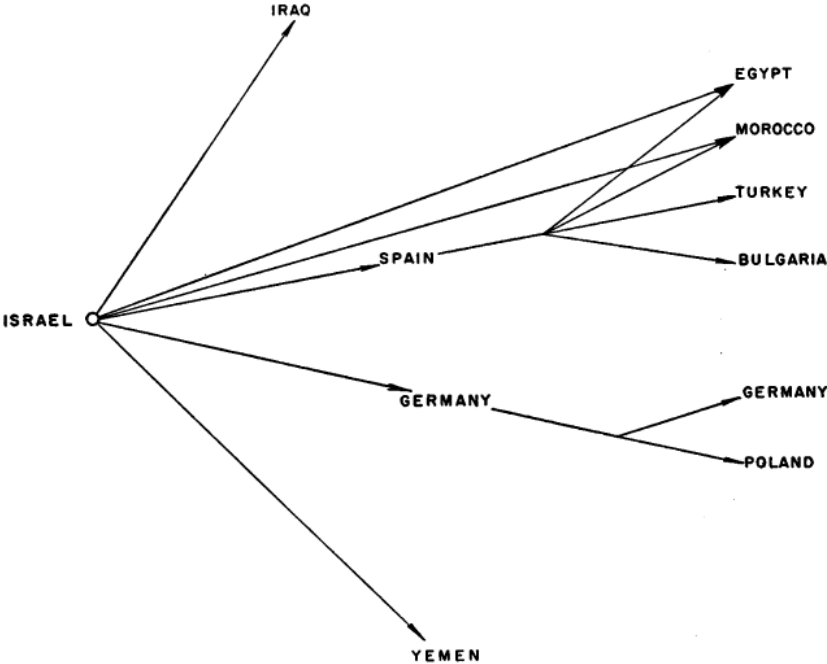 IRAQ
EGYPT
MOROCCO
TURKEY
SPAIN
BULGARIA
ISRAEL
GERMANY
GERMANY
POLAND
YEMEN